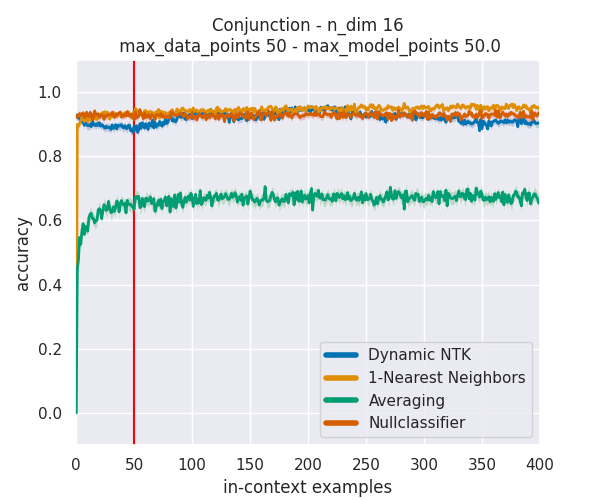 Conjunction - n_dim 16
max_data_points 50 - max_model_points 50.0
accuracy
1.0
0.8
0.6
0.4
0.2
0.0
Dynamic NTK
1-Nearest Neighbors
Averaging
Nullclassifier
0 50 100 150 200 250 300 350 400
in-context examples